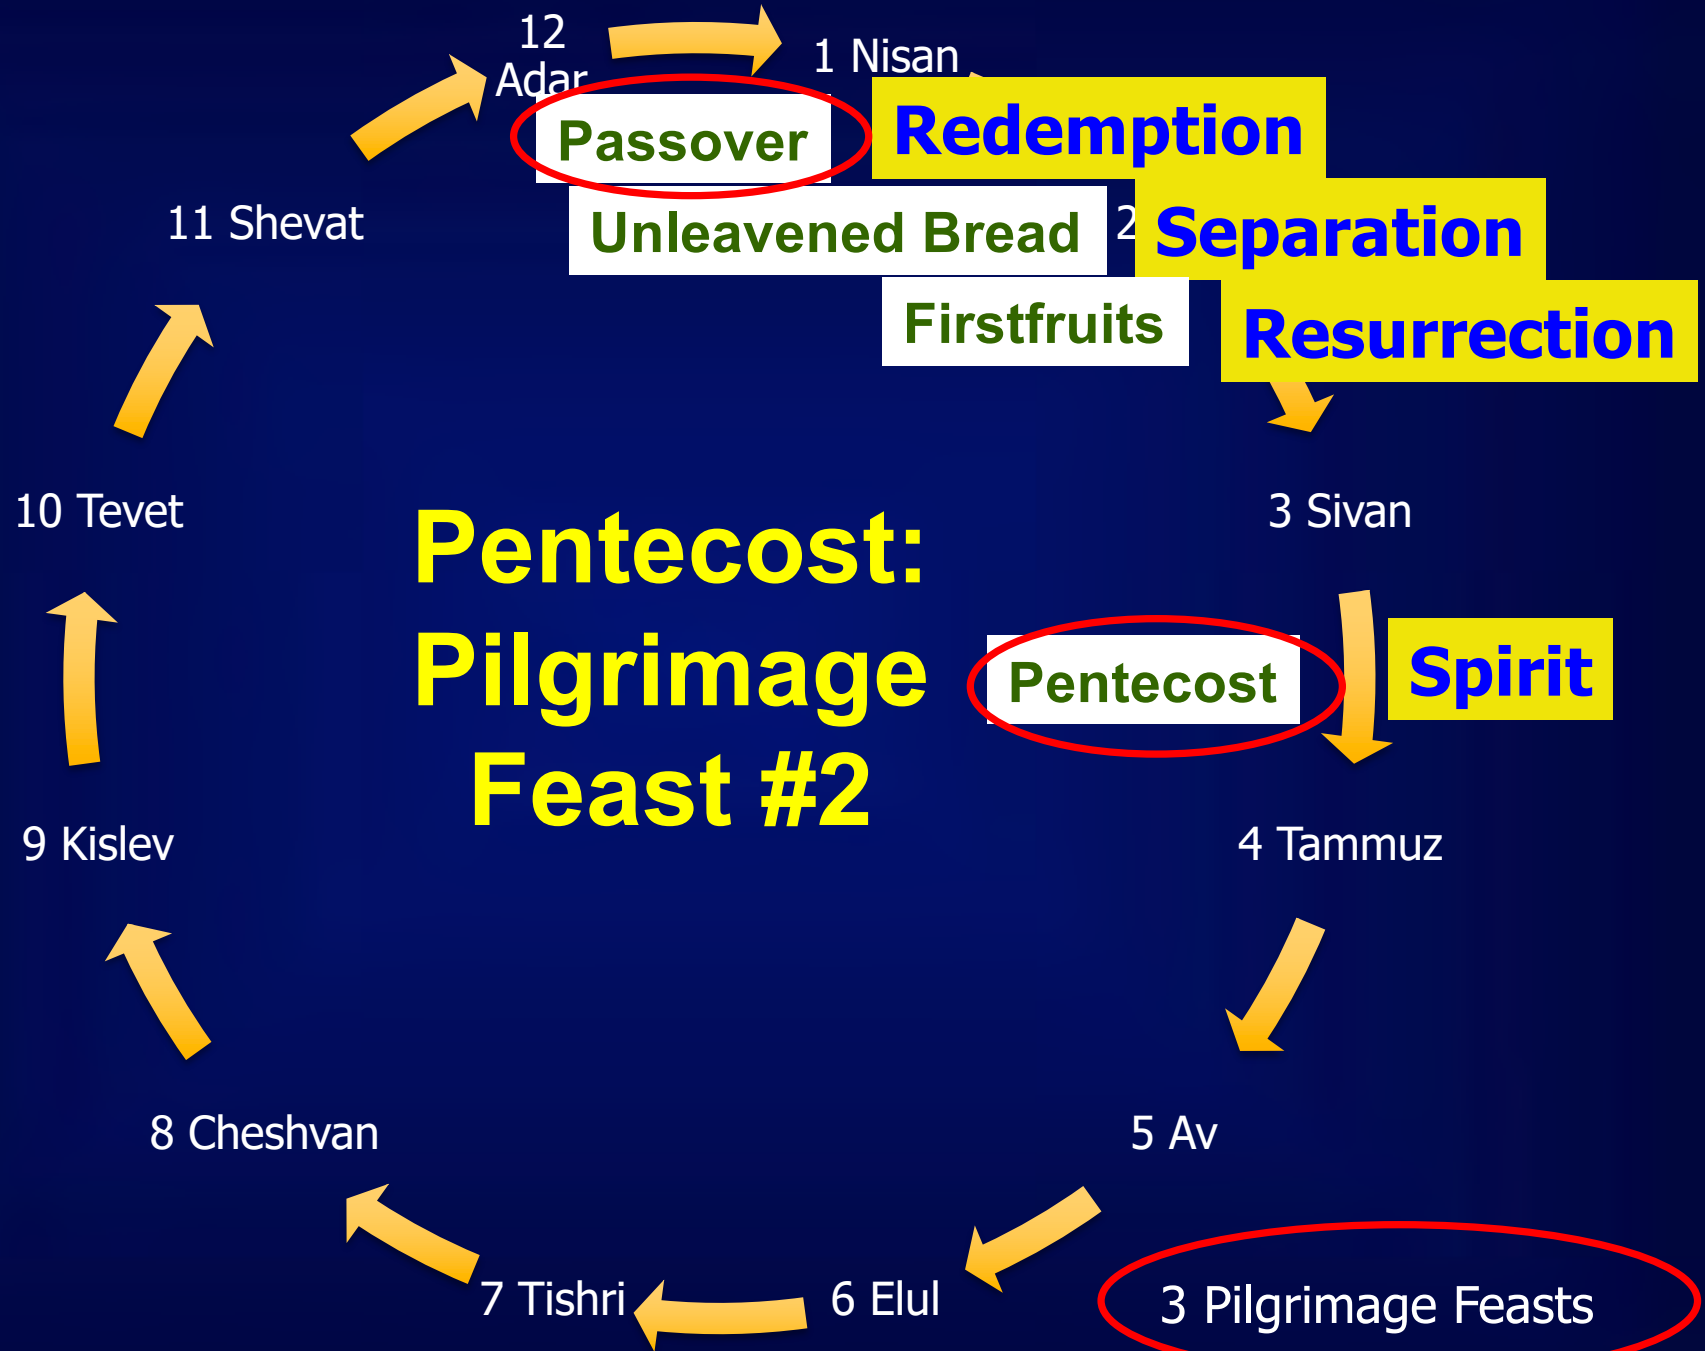 12
Adar
1 Nisan
Passover
Redemption
11 Shevat
Unleavened Bread
2
Separation
Firstfruits
Resurrection
10 Tevet
3 Sivan
Pentecost:
Pilgrimage
Feast #2
Pentecost
Spirit
9 Kislev
4 Tammuz
8 Cheshvan
5 Av
7 Tishri
6 Elul
3 Pilgrimage Feasts